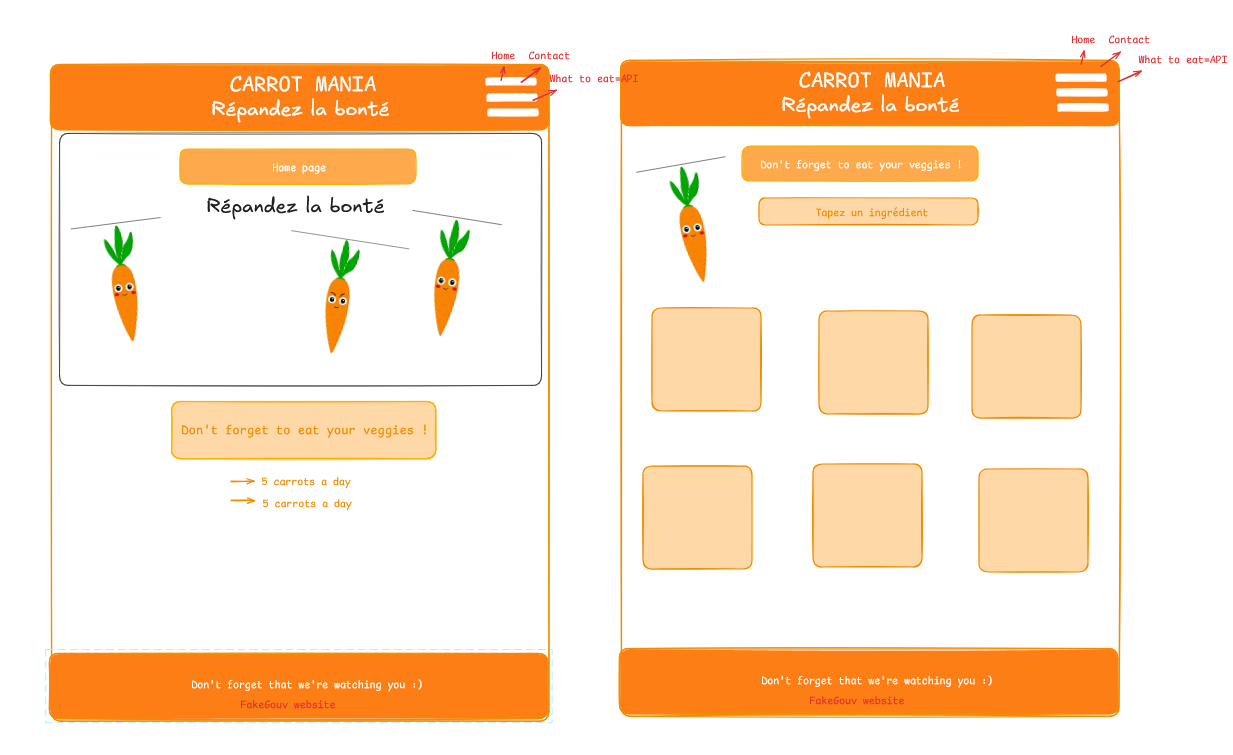 Home Contact
What to eat=API
CARROT MANIA
Répandez la bonté
Home page
Répandez la bonté
Don't forget to eat your veggies !
5 carrots a day
5 carrots a day
Don't forget that we're watching you :)
FakeGouv website
Home Contact
What to eat=API
CARROT MANIA
Répandez la bonté
Don't forget to eat your veggies !
Tapez un ingrédient
Don't forget that we're watching you :)
FakeGouv website